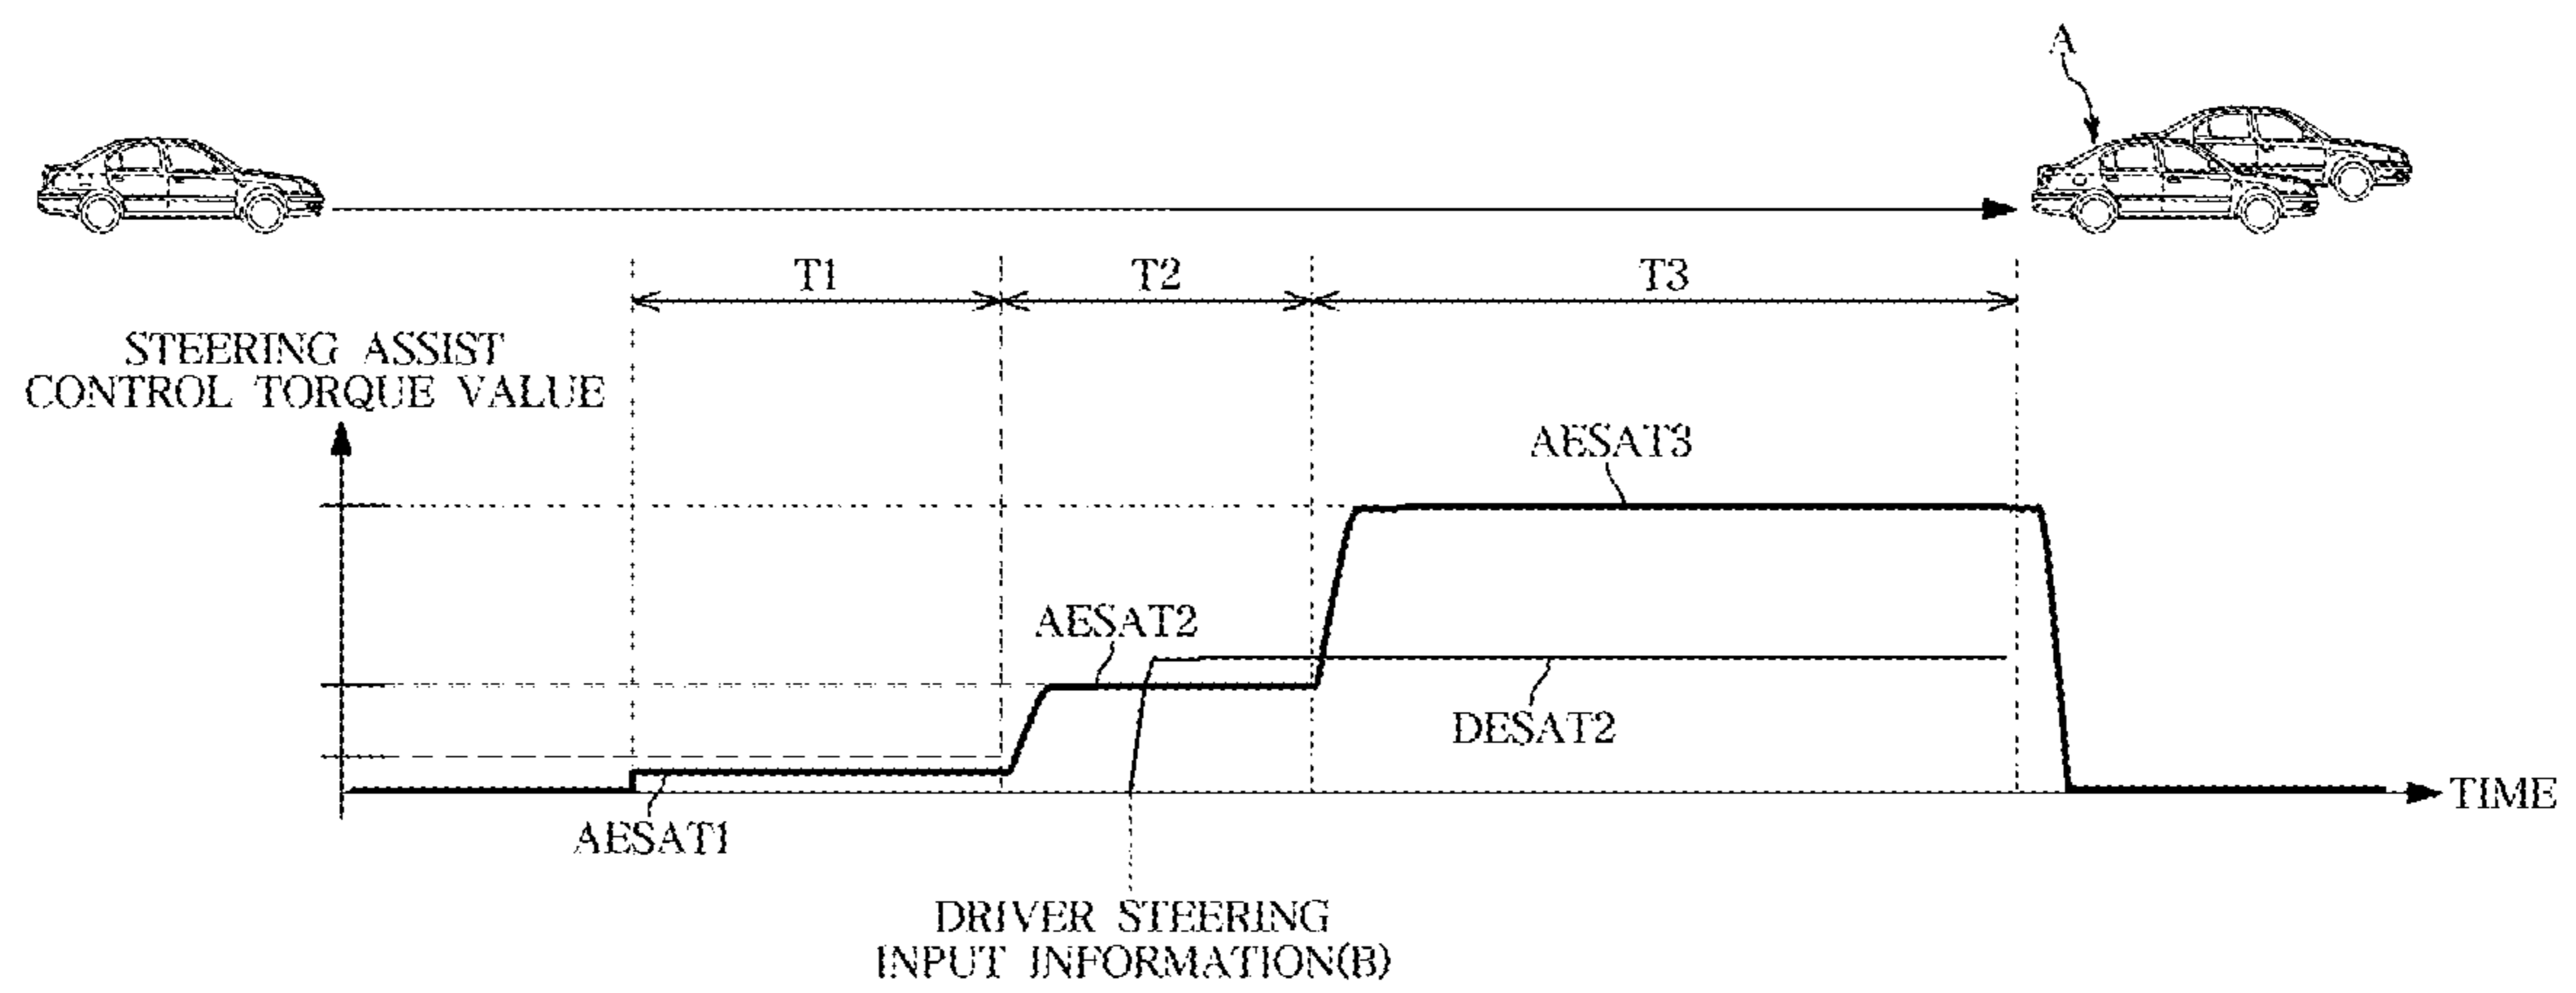 A
T1 T2 T3
STEERING ASSIST
CONTROL TORQUE VALUE
AESAT3
AESAT2
DESAT2
TIME
AESAT1
DRIVER STEERING
INPUT INFORMATION(B)